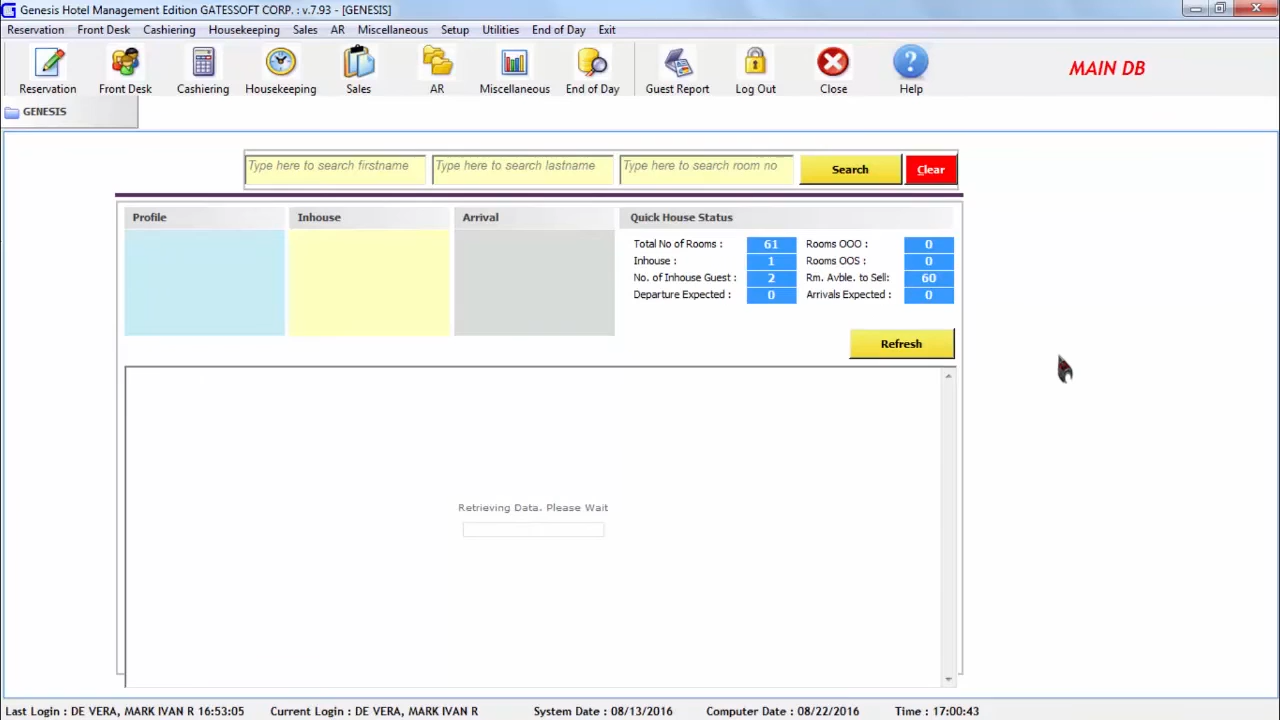 Genesis Hotel Management Edition GATESSOFT CORP. : v.7.93 - [GENESIS]
Reservation Front Desk Cashiering Housekeeping Sales AR Miscellaneous Setup Utilities End of Day Exit
Reservation Front Desk Cashiering Housekeeping Sales AR Miscellaneous End of Day Guest Report Log Out Close Help
MAIN DB
GENESIS
Type here to search firstname Type here to search lastname Type here to search room no Search Clear
Profile Inhouse Arrival Quick House Status
Total No of Rooms : 61 Rooms OOO : 0
Inhouse : 1 Rooms OOS : 0
No. of Inhouse Guest : 2 Rm. Avble. to Sell: 60
Departure Expected : 0 Arrivals Expected : 0
Refresh
Retrieving Data. Please Wait
Last Login : DE VERA, MARK IVAN R 16:53:05 Current Login : DE VERA, MARK IVAN R System Date : 08/13/2016 Computer Date : 08/22/2016 Time : 17:00:43